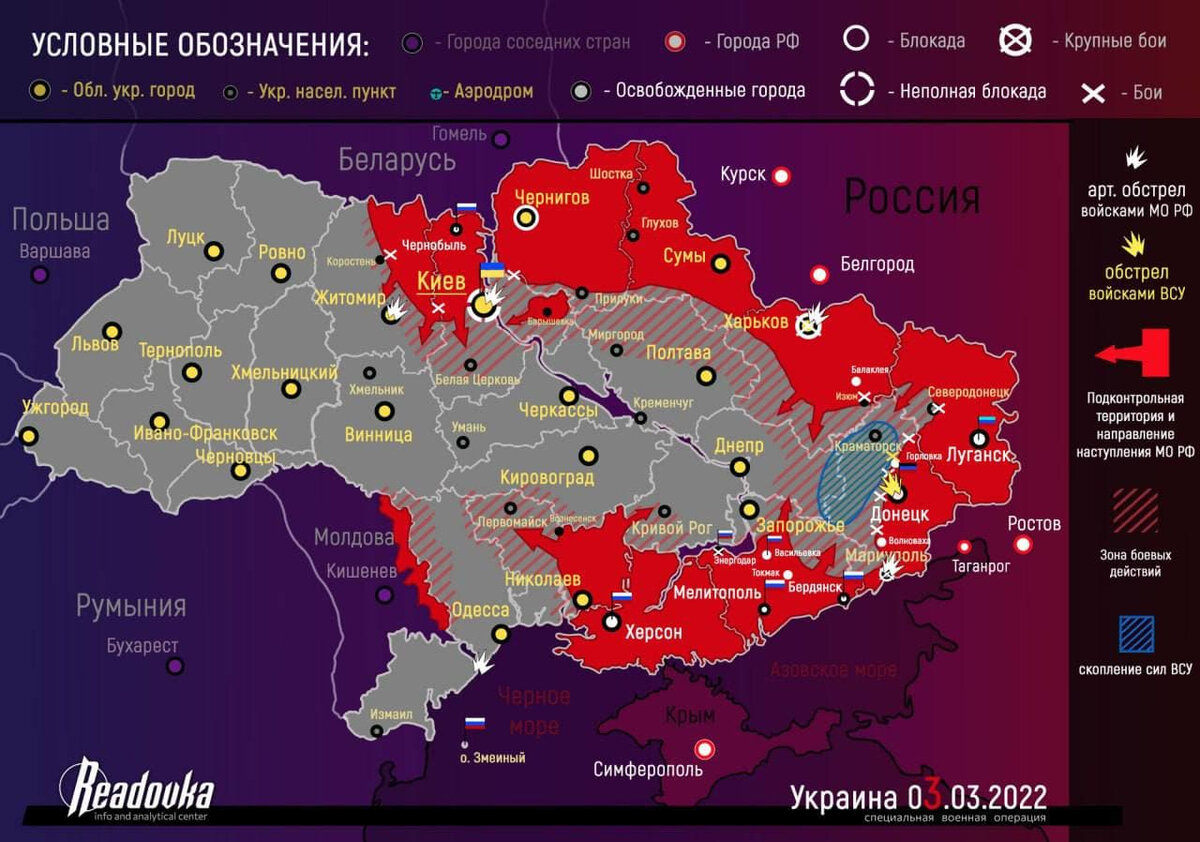 УСЛОВНЫЕ ОБОЗНАЧЕНИЯ:
- Города соседних стран
- Города РФ
- Блокада
- Крупные бои
- Обл. укр. город
- Укр. насел. пункт
- Аэродром
- Освобожденные города
- Неполная блокада
- Бои
Гомель
Беларусь
Польша
Варшава
Россия
Курск
Белгород
Шостка
Глухов
Чернигов
Сумы
Чернобыль
Киев
Луцк
Ровно
Коростень
Житомир
Прилуки
Барышевка
Харьков
Миргород
Полтава
Львов
Тернополь
Хмельницкий
Хмельник
Белая Церковь
Балаклея
Изюм
Северодонецк
Ужгород
Ивано-Франковск
Черновцы
Винница
Умань
Черкассы
Кременчуг
Кировоград
Днепр
Краматорск
Горловка
Луганск
Донецк
Молдова
Кишенев
Первомайск
Вознесенск
Кривой Рог
Запорожье
Энергодар
Васильевка
Токмак
Волноваха
Мариуполь
Таганрог
Ростов
Румыния
Бухарест
Николаев
Одесса
Херсон
Мелитополь
Бердянск
Измаил
о. Змеиный
Черное
море
Азовское море
Крым
Симферополь
арт. обстрел
войсками МО РФ
обстрел
войсками ВСУ
Подконтрольная
территория и
направление
наступления МО РФ
Зона боевых
действий
скопление сил ВСУ
Readovka
info and analytical center
Украина 03.03.2022
специальная военная операция